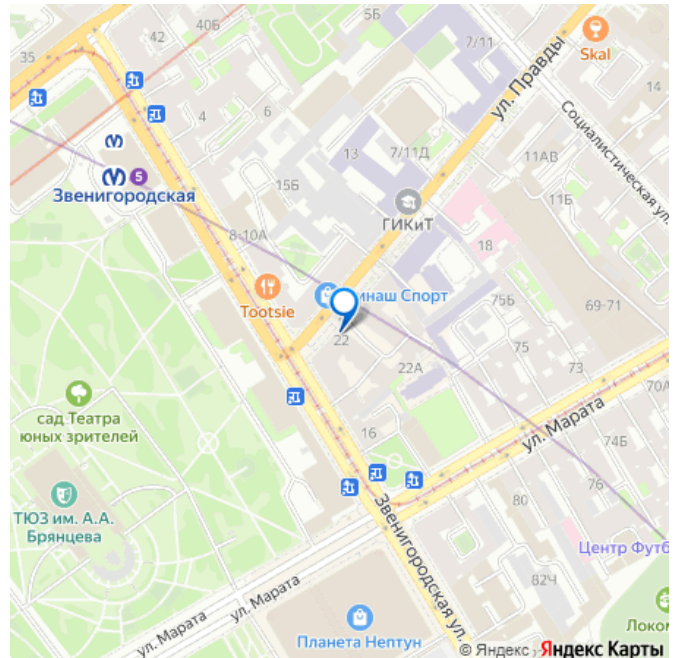 5Б
42
40Б
7/11
Skal
35
ул. Правды
14
4
6
Социалистическая ул.
13
7/11Д
11АВ
5
Звенигородская
15Б
11Б
ГИКиТ
8-10А
18
инаш Спорт
75Б
69-71
Tootsie
22
75
22А
73
70А
сад Театра
юных зрителей
16
ул. Марата
74Б
ТЮЗ им. А.А.
Брянцева
80
76
Звенигородская ул.
Центр Футб
82Ч
ул. Марата
Локом
ул. Марата
Планета Нептун
© Яндекс
Яндекс Карты